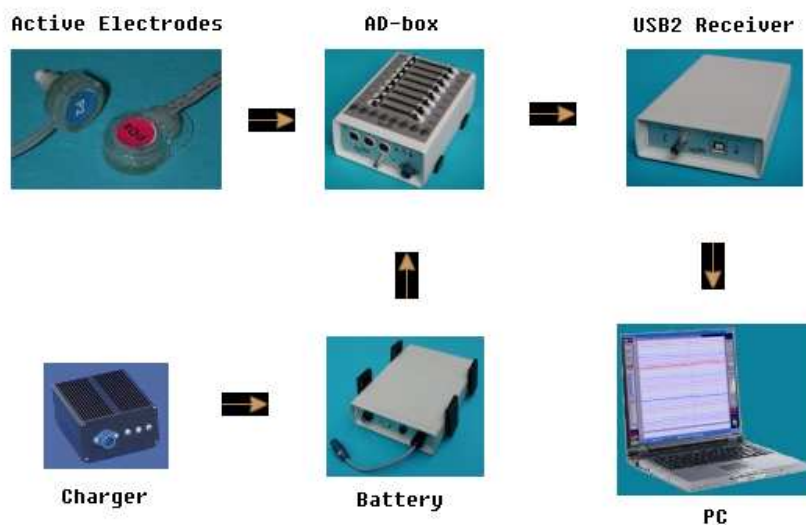 Active Electrodes
AD-box
USB2 Receiver
Charger
Battery
PC